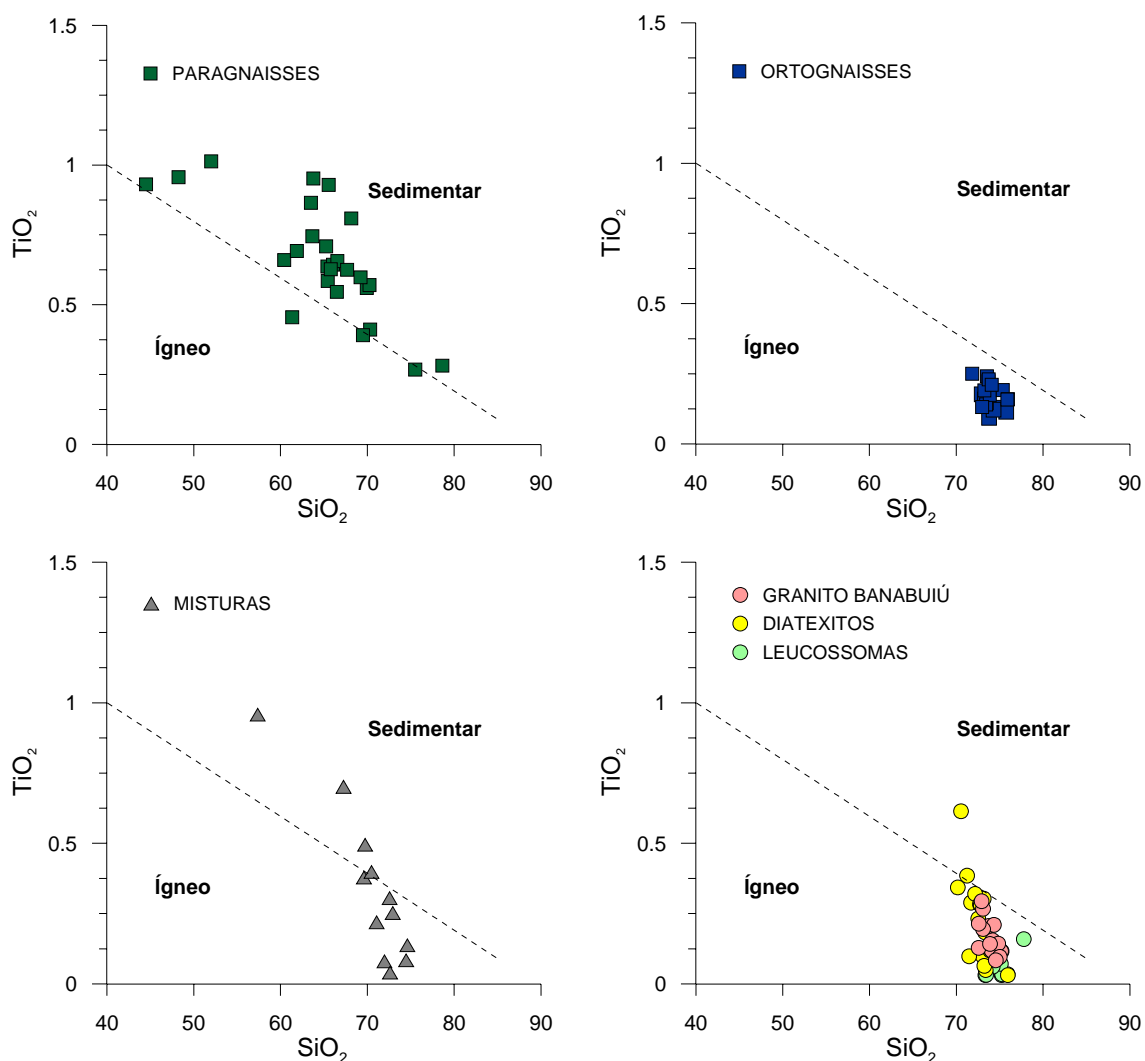 1.5
PARAGNAISSES
1
Sedimentar
TiO2
0.5
Ígneo
0
40 50 60 70 80 90
SiO2
1.5
ORTOGNAISSES
1
Sedimentar
TiO2
0.5
Ígneo
0
40 50 60 70 80 90
SiO2
1.5
MISTURAS
1
Sedimentar
TiO2
0.5
Ígneo
0
40 50 60 70 80 90
SiO2
1.5
GRANITO BANABUIÚ
DIATEXITOS
LEUCOSSOMAS
1
Sedimentar
TiO2
0.5
Ígneo
0
40 50 60 70 80 90
SiO2